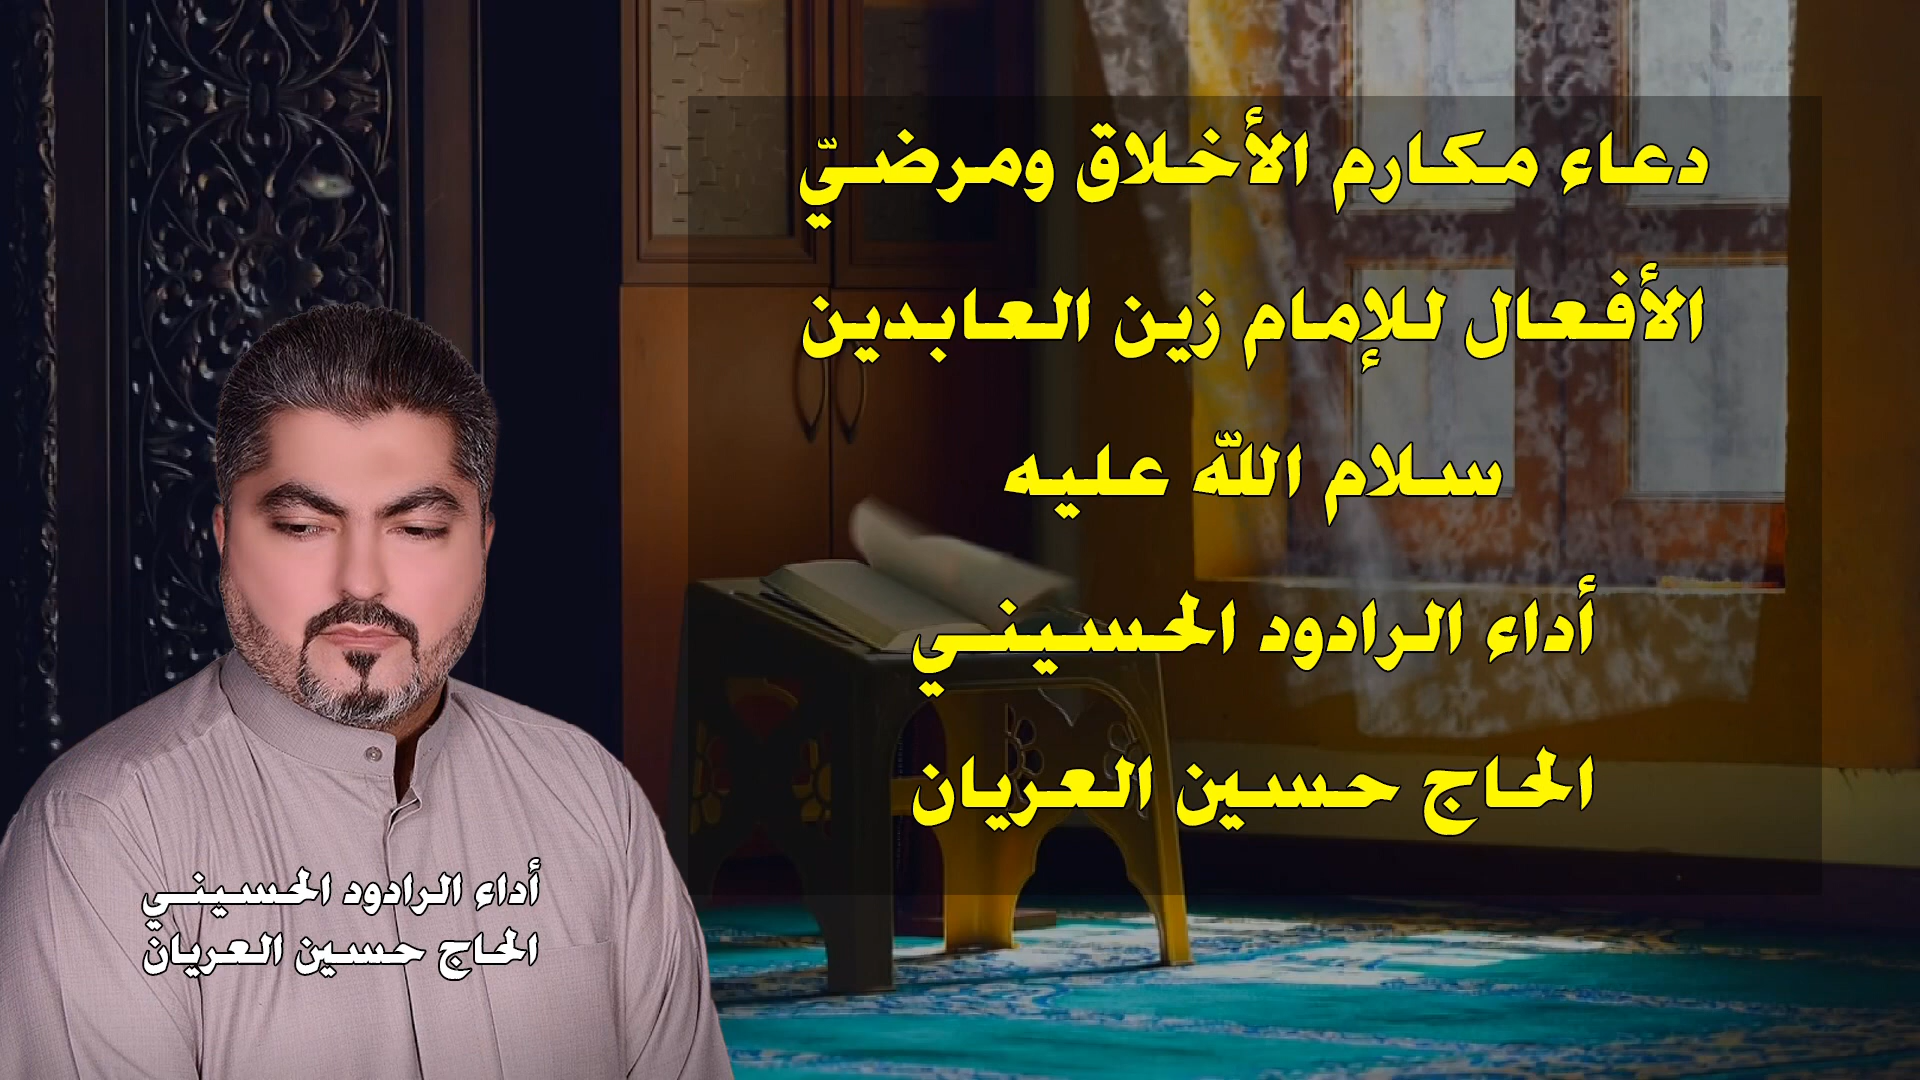 دعاء مكارم الأخلاق ومرضيّ
الأفعال للإمام زين العابدين
سلام اللّه عليه
أداء الرادود الحسيني
الحاج حسين العريان
أداء الرادود الحسيني
الحاج حسين العريان